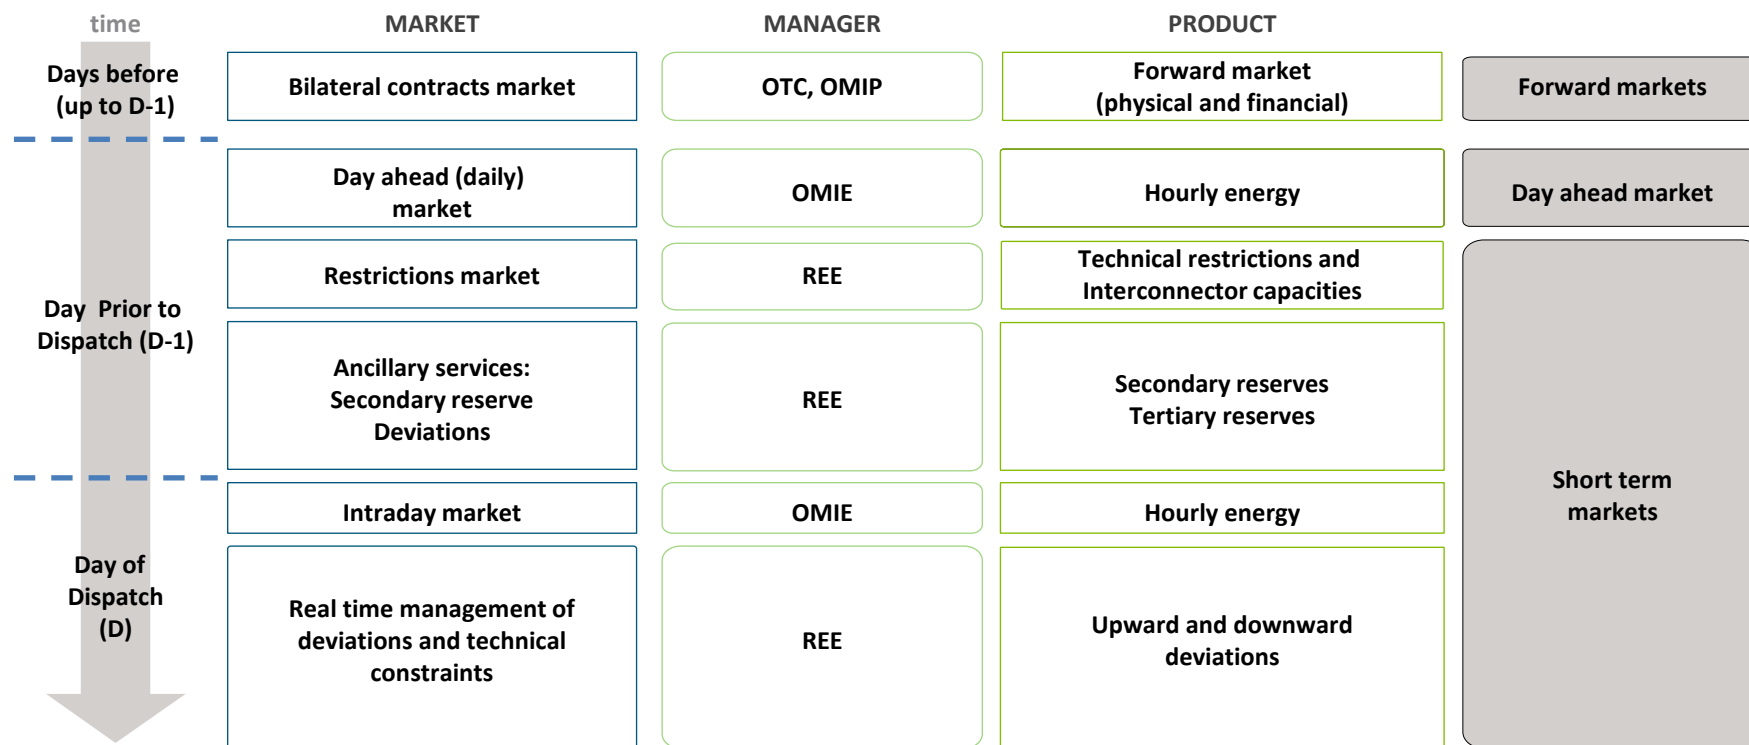 time
MARKET
MANAGER
PRODUCT
Days before
(up to D-1)
Bilateral contracts market
OTC, OMIP
Forward market
(physical and financial)
Forward markets
Day ahead (daily)
market
OMIE
Hourly energy
Day ahead market
Day  Prior to
Dispatch (D-1)
Restrictions market
REE
Technical restrictions and
Interconnector capacities
Ancillary services:
Secondary reserve
Deviations
REE
Secondary reserves
Tertiary reserves
Short term
markets
Intraday market
OMIE
Hourly energy
Day of
Dispatch
(D)
Real time management of
deviations and technical
constraints
REE
Upward and downward
deviations